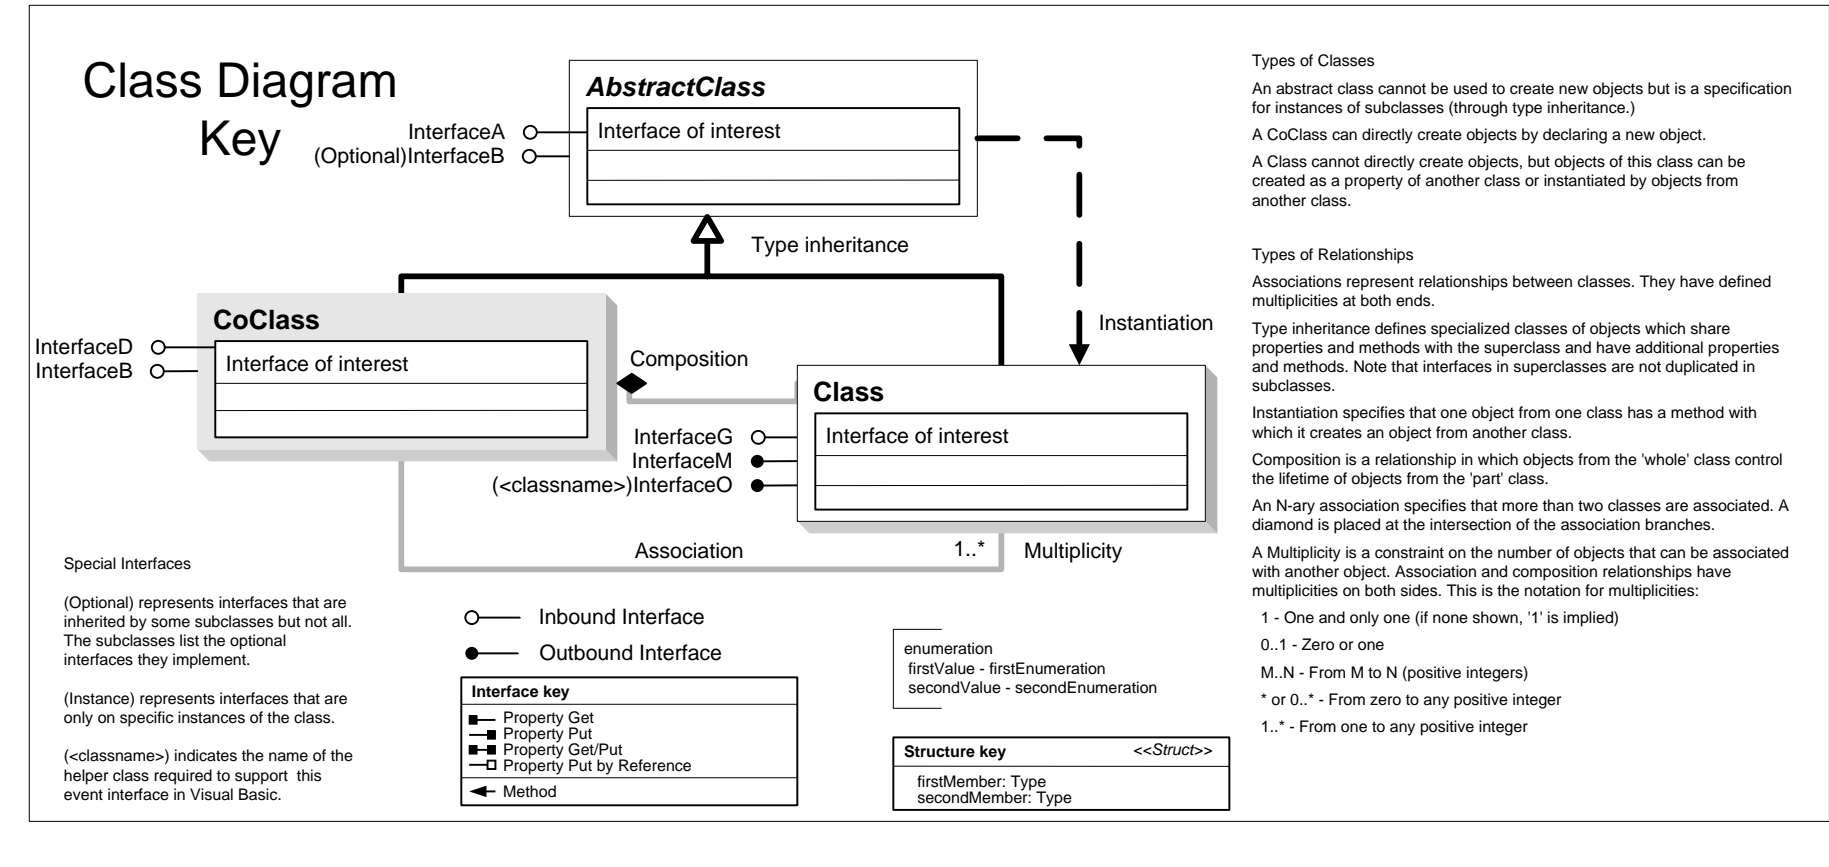 Class Diagram
Key
AbstractClass
Interface of interest
InterfaceA
(Optional)InterfaceB
Type inheritance
CoClass
Interface of interest
InterfaceD
InterfaceB
Composition
Instantiation
Class
Interface of interest
InterfaceG
InterfaceM
(<classname>)InterfaceO
Association
1..*
Multiplicity
Special Interfaces
(Optional) represents interfaces that are
inherited by some subclasses but not all.
The subclasses list the optional
interfaces they implement.
(Instance) represents interfaces that are
only on specific instances of the class.
(<classname>) indicates the name of the
helper class required to support  this
event interface in Visual Basic.
Inbound Interface
Outbound Interface
Interface key
Property Get
Property Put
Property Get/Put
Property Put by Reference
Method
enumeration
firstValue - firstEnumeration
secondValue - secondEnumeration
Structure key <<Struct>>
firstMember: Type
secondMember: Type
Types of Classes
An abstract class cannot be used to create new objects but is a specification
for instances of subclasses (through type inheritance.)
A CoClass can directly create objects by declaring a new object.
A Class cannot directly create objects, but objects of this class can be
created as a property of another class or instantiated by objects from
another class.
Types of Relationships
Associations represent relationships between classes. They have defined
multiplicities at both ends.
Type inheritance defines specialized classes of objects which share
properties and methods with the superclass and have additional properties
and methods. Note that interfaces in superclasses are not duplicated in
subclasses.
Instantiation specifies that one object from one class has a method with
which it creates an object from another class.
Composition is a relationship in which objects from the 'whole' class control
the lifetime of objects from the 'part' class.
An N-ary association specifies that more than two classes are associated. A
diamond is placed at the intersection of the association branches.
A Multiplicity is a constraint on the number of objects that can be associated
with another object. Association and composition relationships have
multiplicities on both sides. This is the notation for multiplicities:
1 - One and only one (if none shown, '1' is implied)
0..1 - Zero or one
M..N - From M to N (positive integers)
* or 0..* - From zero to any positive integer
1..* - From one to any positive integer